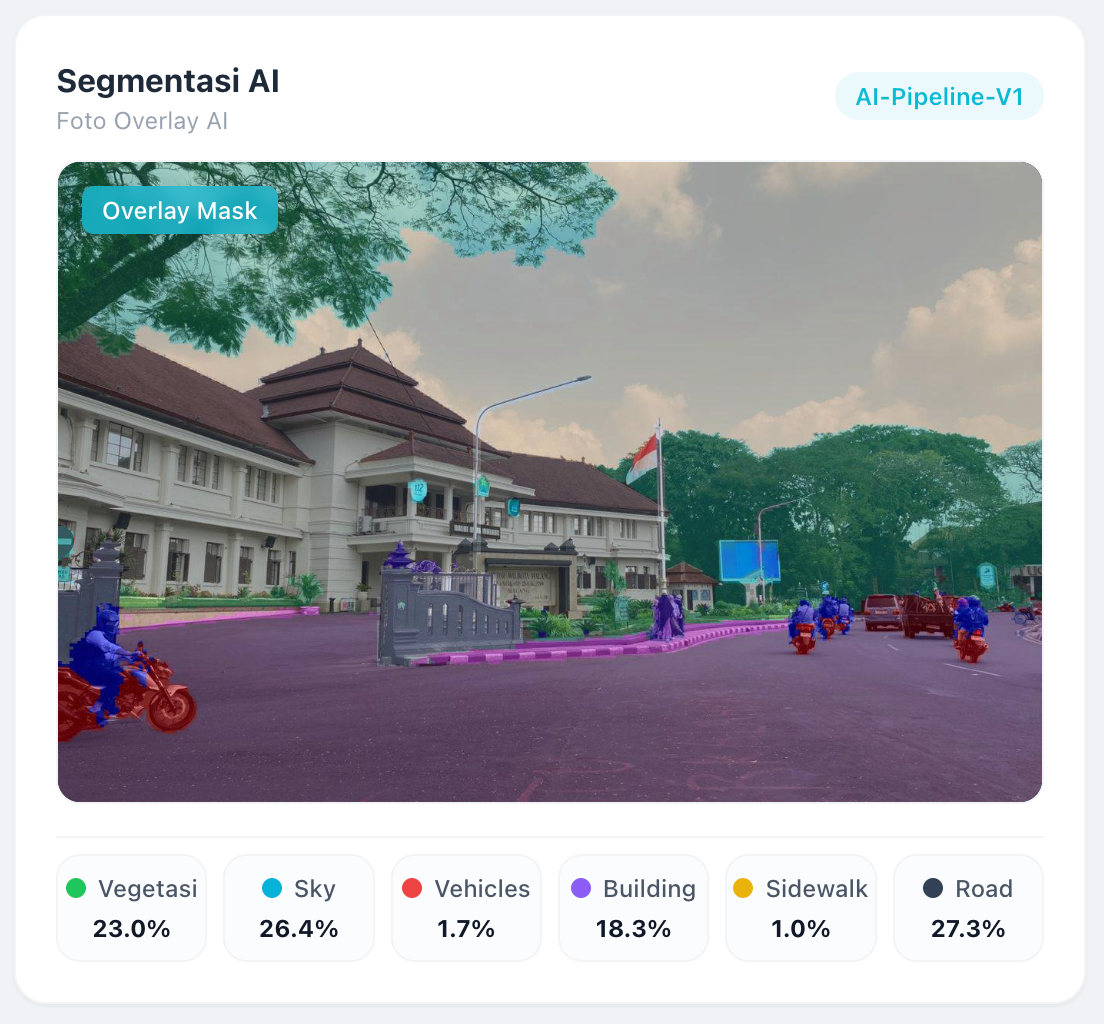 Segmentasi AI
Foto Overlay AI
AI-Pipeline-V1
Overlay Mask
Vegetasi
23.0%
Sky
26.4%
Vehicles
1.7%
Building
18.3%
Sidewalk
1.0%
Road
27.3%